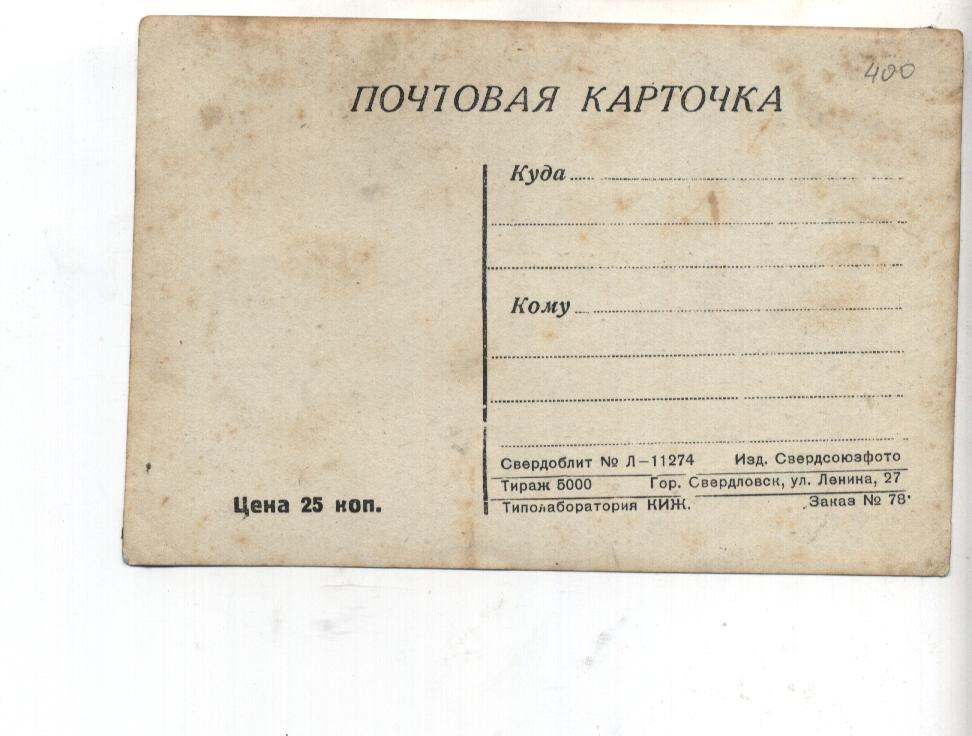 400
ПОЧТОВАЯ КАРТОЧКА
Куда
Кому
Свердоблит № Л—11274 Изд. Свердсоюзфото
Тираж 5000 Гор. Свердловск, ул. Ленина, 27
Типолаборатория КИЖ. Заказ № 78
Цена 25 коп.